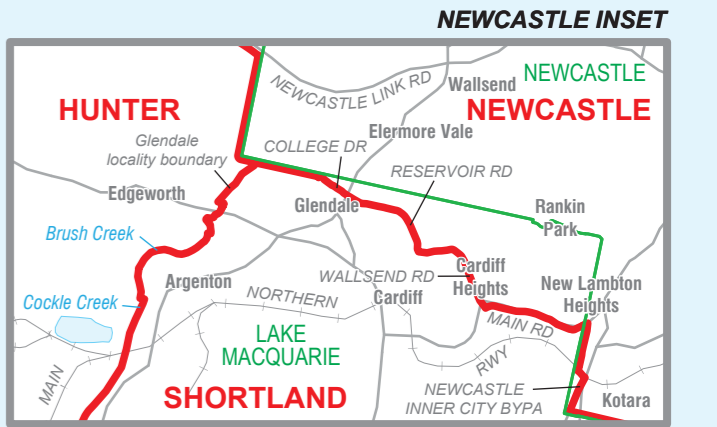 NEWCASTLE INSET
NEWCASTLE LINK RD
Wallsend
NEWCASTLE
HUNTER
NEWCASTLE
Elermore Vale
Glendale
locality boundary
COLLEGE DR
RESERVOIR RD
Edgeworth
Glendale
Rankin
Park
Brush Creek
WALLSEND RD
Cardiff
Heights
Argenton
New Lambton
Heights
Cockle Creek
NORTHERN
Cardiff
MAIN RD
LAKE
MACQUARIE
RWY
MAIN
SHORTLAND
NEWCASTLE
INNER CITY BYPA
Kotara